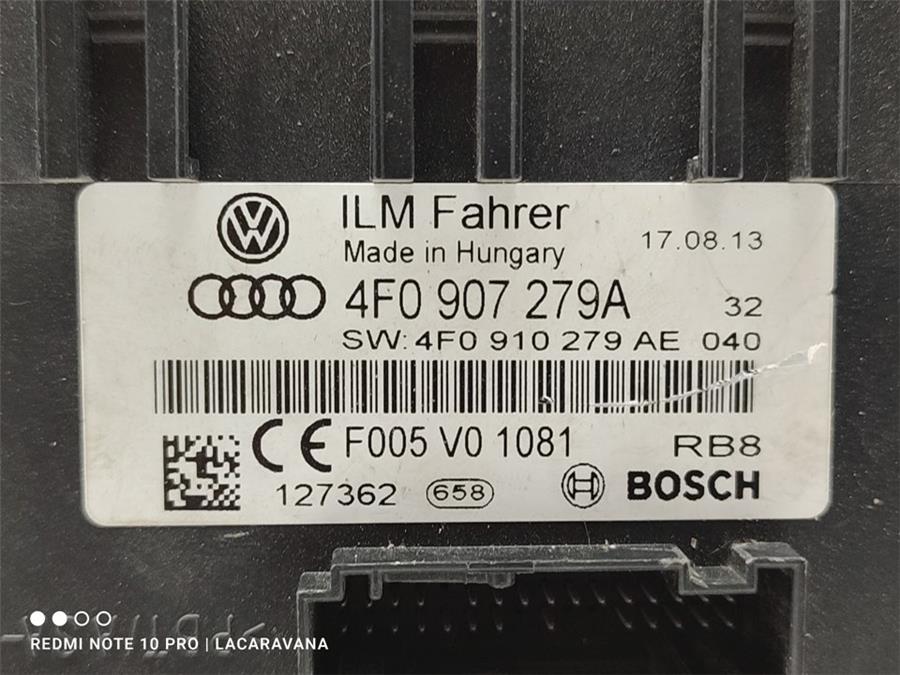 ILM Fahrer
Made in Hungary
17.08.13
4F0 907 279A
32
SW: 4F0 910 279 AE 040
CE F005 V0 1081
RB8
127362 658
BOSCH
REDMI NOTE 10 PRO | LACARAVANA